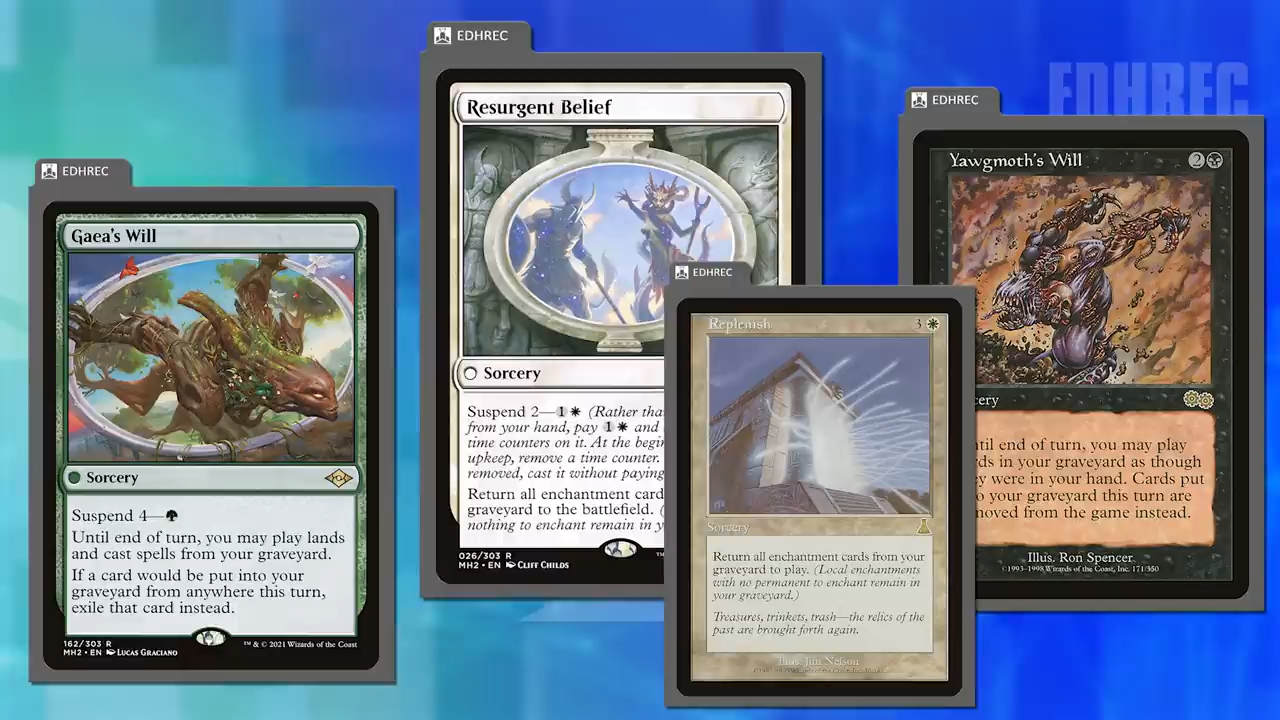 EDHREC
Gaea's Will
Sorcery
Suspend 4—
Until end of turn, you may play lands
and cast spells from your graveyard.
If a card would be put into your
graveyard from anywhere this turn,
exile that card instead.
162/303 R
MH2 • EN Lucas Graciano
™ & © 2021 Wizards of the Coast
EDHREC
Resurgent Belief
Sorcery
Suspend 2—1 (Rather tha
from your hand, pay 1 and
time counters on it. At the begin
upkeep, remove a time counter.
removed, cast it without paying
Return all enchantment card
graveyard to the battlefield. (
nothing to enchant remain in y
026/303 R
MH2 • EN Cliff Childs
™
EDHREC
Replenish 3
Sorcery
Return all enchantment cards from your
graveyard to play. (Local enchantments
with no permanent to enchant remain in
your graveyard.)
Treasures, trinkets, trash—the relics of the
past are brought forth again.
Illus. Jim Nelson
EDHREC
EDHREC
Yawgmoth's Will 2
cery
til end of turn, you may play
ds in your graveyard as though
y were in your hand. Cards put
o your graveyard this turn are
moved from the game instead.
Illus. Ron Spencer
©1993-1998 Wizards of the Coast, Inc. 171/350